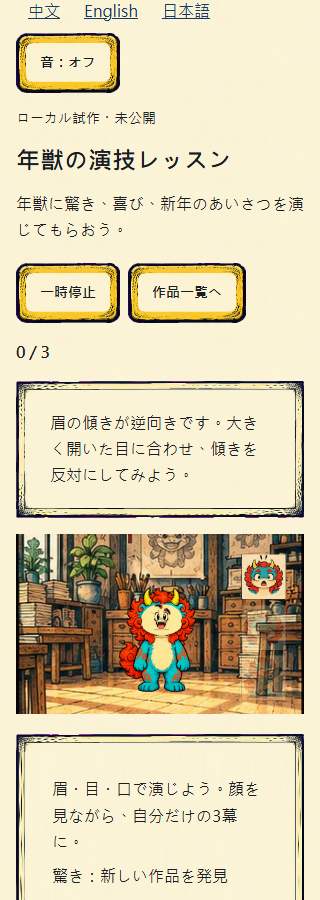 中文 English 日本語
音：オフ
ローカル試作・未公開
年獣の演技レッスン
年獣に驚き、喜び、新年のあいさつを演
じてもらおう。
一時停止 作品一覧へ
0 / 3
眉の傾きが逆向きです。大き
く開いた目に合わせ、傾きを
反対にしてみよう。
眉・目・口で演じよう。顔を
見ながら、自分だけの3幕
に。
驚き：新しい作品を発見